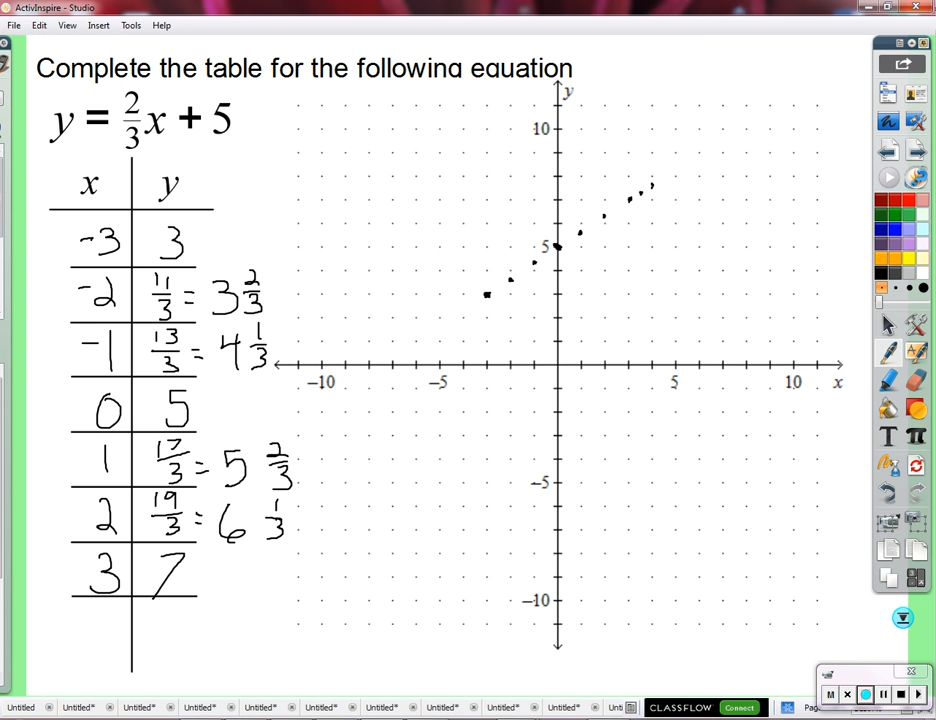 ActivInspire - Studio
File Edit View Insert Tools Help
Complete the table for the following equation
y = 2/3 x + 5
x y
-3 3
-2 11/3 = 3 2/3
-1 13/3 = 4 1/3
0 5
1 17/3 = 5 2/3
2 19/3 = 6 1/3
3 7
y
10
5
-10 -5 5 10 x
-5
-10
T π
M
Untitled Untitled* Untitled* Untitled* Untitled* Untitled* Untitled* Untitled* Untitled* Unti CLASSFLOW Connect